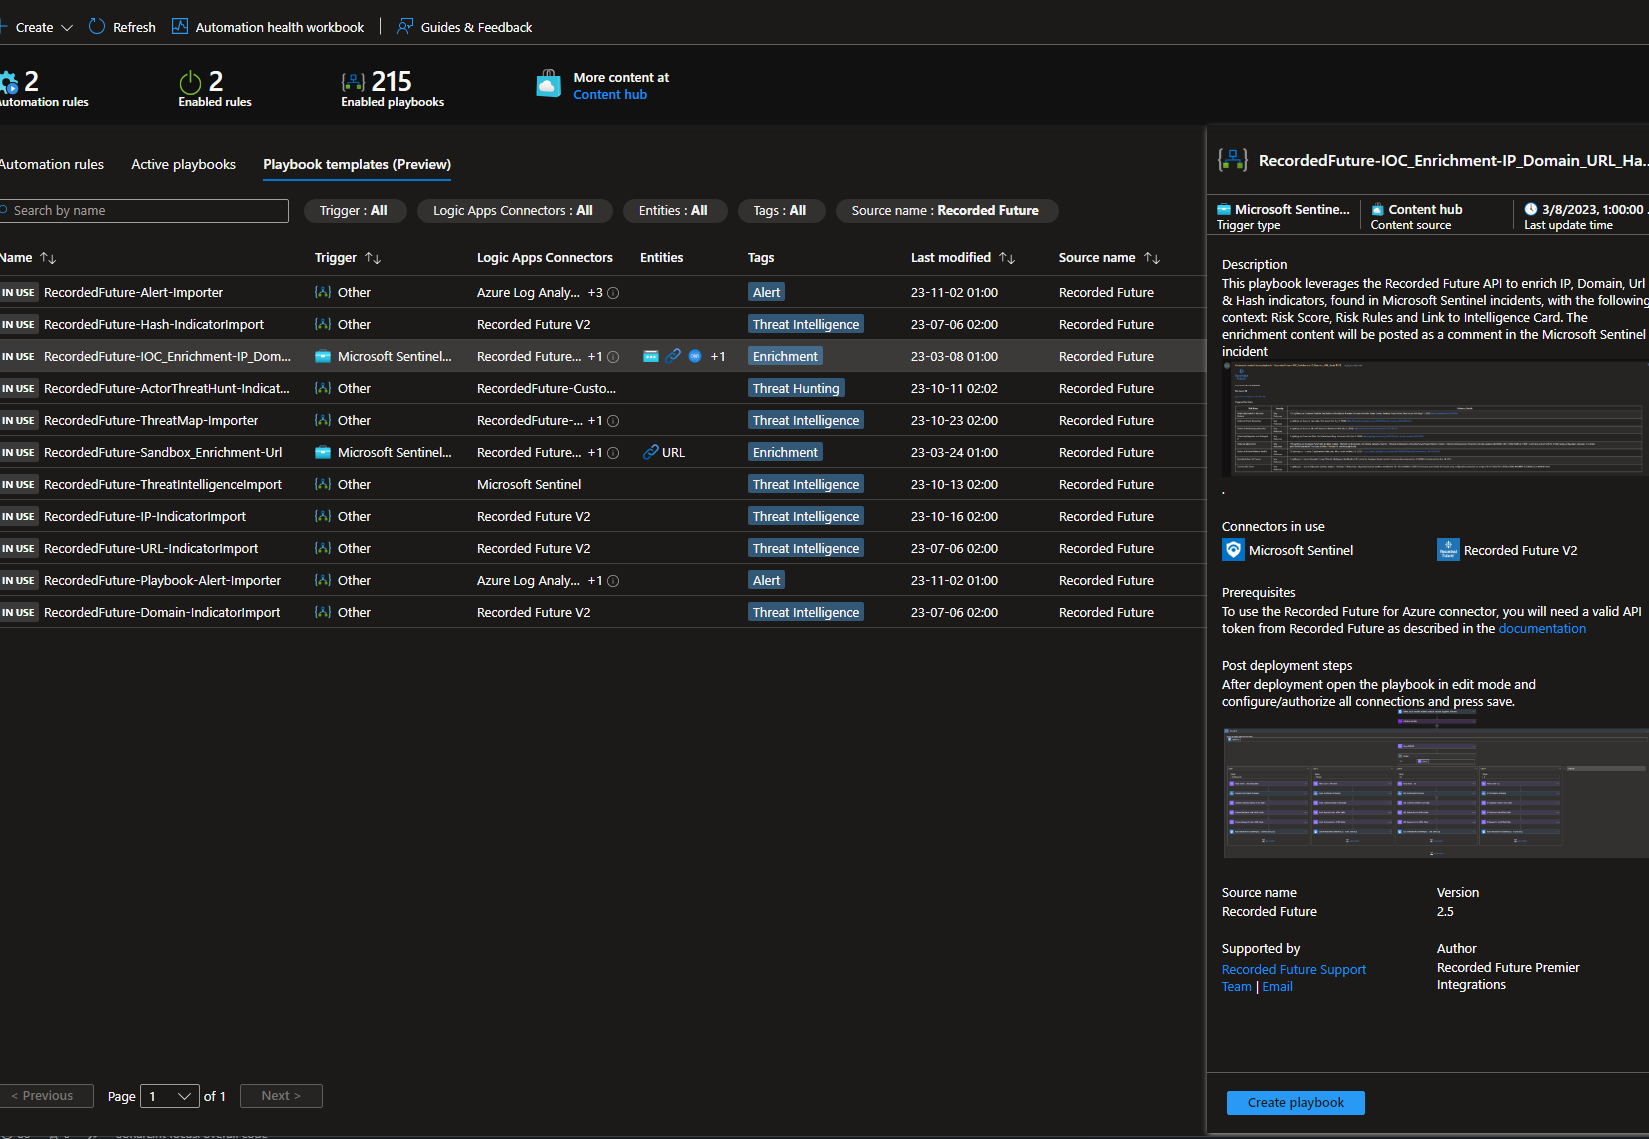 Create
Refresh
Automation health workbook
Guides & Feedback
2
utomation rules
2
Enabled rules
215
Enabled playbooks
More content at
Content hub
Automation rules
Active playbooks
Playbook templates (Preview)
Search by name
Trigger : All
Logic Apps Connectors : All
Entities : All
Tags : All
Source name : Recorded Future
Name Trigger Logic Apps Connectors Entities Tags Last modified Source name
IN USE RecordedFuture-Alert-Importer Other Azure Log Analy... +3 Alert 23-11-02 01:00 Recorded Future
IN USE RecordedFuture-Hash-IndicatorImport Other Recorded Future V2 Threat Intelligence 23-07-06 02:00 Recorded Future
IN USE RecordedFuture-IOC_Enrichment-IP_Dom... Microsoft Sentinel... Recorded Future... +1 +1 Enrichment 23-03-08 01:00 Recorded Future
IN USE RecordedFuture-ActorThreatHunt-Indicat... Other RecordedFuture-Custo... Threat Hunting 23-10-11 02:02 Recorded Future
IN USE RecordedFuture-ThreatMap-Importer Other RecordedFuture-... +1 Threat Intelligence 23-10-23 02:00 Recorded Future
IN USE RecordedFuture-Sandbox_Enrichment-Url Microsoft Sentinel... Recorded Future... +1 URL Enrichment 23-03-24 01:00 Recorded Future
IN USE RecordedFuture-ThreatIntelligenceImport Other Microsoft Sentinel Threat Intelligence 23-10-13 02:00 Recorded Future
IN USE RecordedFuture-IP-IndicatorImport Other Recorded Future V2 Threat Intelligence 23-10-16 02:00 Recorded Future
IN USE RecordedFuture-URL-IndicatorImport Other Recorded Future V2 Threat Intelligence 23-07-06 02:00 Recorded Future
IN USE RecordedFuture-Playbook-Alert-Importer Other Azure Log Analy... +1 Alert 23-11-02 01:00 Recorded Future
IN USE RecordedFuture-Domain-IndicatorImport Other Recorded Future V2 Threat Intelligence 23-07-06 02:00 Recorded Future
< Previous Page 1 of 1 Next >
RecordedFuture-IOC_Enrichment-IP_Domain_URL_Ha...
Microsoft Sentine...
Trigger type
Content hub
Content source
3/8/2023, 1:00:00 ..
Last update time
Description
This playbook leverages the Recorded Future API to enrich IP, Domain, Url
& Hash indicators, found in Microsoft Sentinel incidents, with the following
context: Risk Score, Risk Rules and Link to Intelligence Card. The
enrichment content will be posted as a comment in the Microsoft Sentinel
incident
.
Connectors in use
Microsoft Sentinel
Recorded Future V2
Prerequisites
To use the Recorded Future for Azure connector, you will need a valid API
token from Recorded Future as described in the documentation
Post deployment steps
After deployment open the playbook in edit mode and
configure/authorize all connections and press save.
Source name
Recorded Future
Version
2.5
Supported by
Recorded Future Support
Team | Email
Author
Recorded Future Premier
Integrations
Create playbook